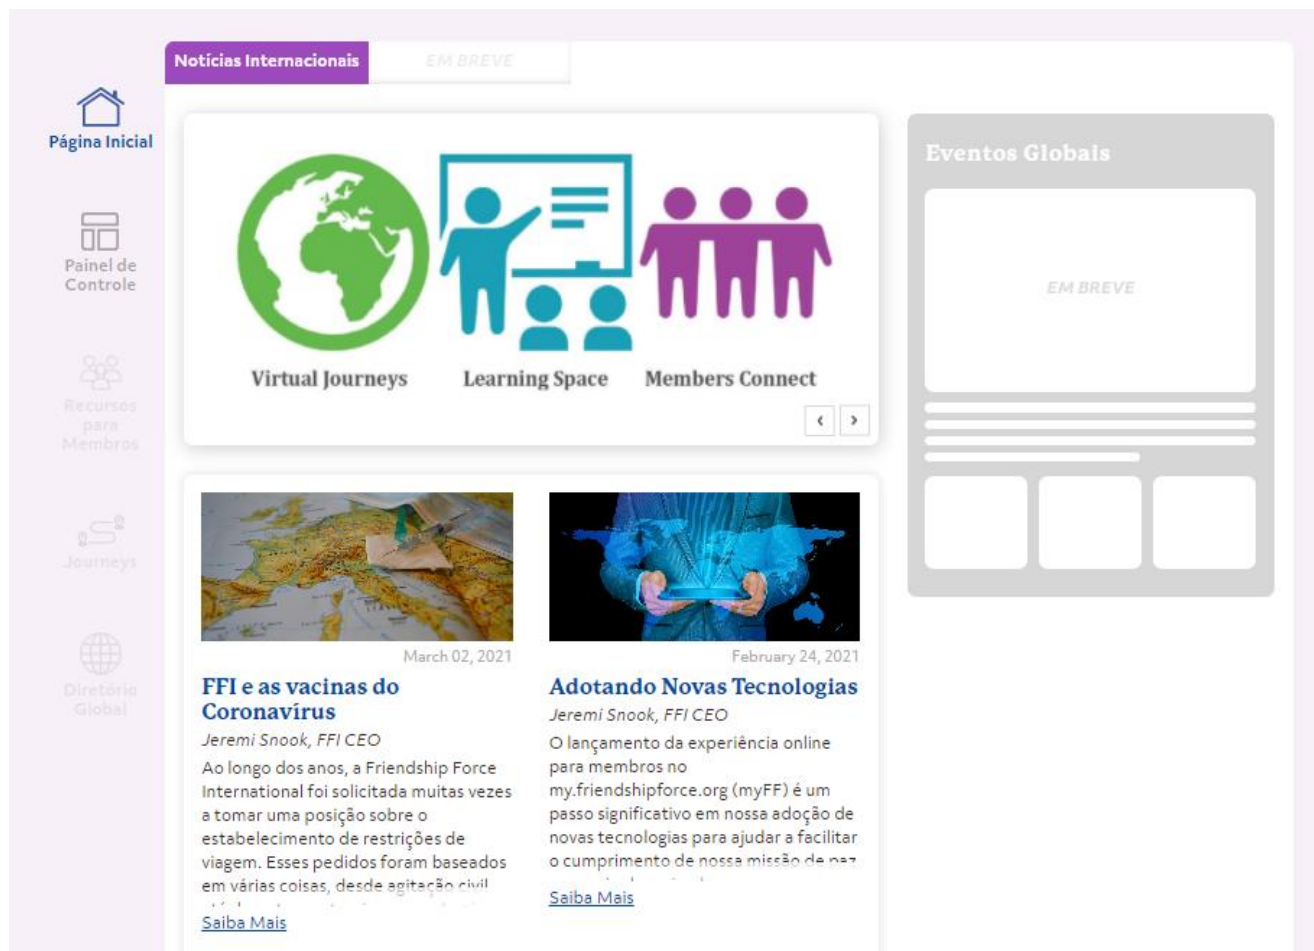 Notícias Internacionais
EM BREVE
Página Inicial
Painel de
Controle
Recursos
para
Membros
Journeys
Diretório
Global
Virtual Journeys
Learning Space
Members Connect
Eventos Globais
EM BREVE
March 02, 2021
FFI e as vacinas do
Coronavírus
Jeremi Snook, FFI CEO
Ao longo dos anos, a Friendship Force
International foi solicitada muitas vezes
a tomar uma posição sobre o
estabelecimento de restrições de
viagem. Esses pedidos foram baseados
em várias coisas, desde agitação civil
Saiba Mais
February 24, 2021
Adotando Novas Tecnologias
Jeremi Snook, FFI CEO
O lançamento da experiência online
para membros no
my.friendshipforce.org (myFF) é um
passo significativo em nossa adoção de
novas tecnologias para ajudar a facilitar
o cumprimento de nossa missão de paz
Saiba Mais